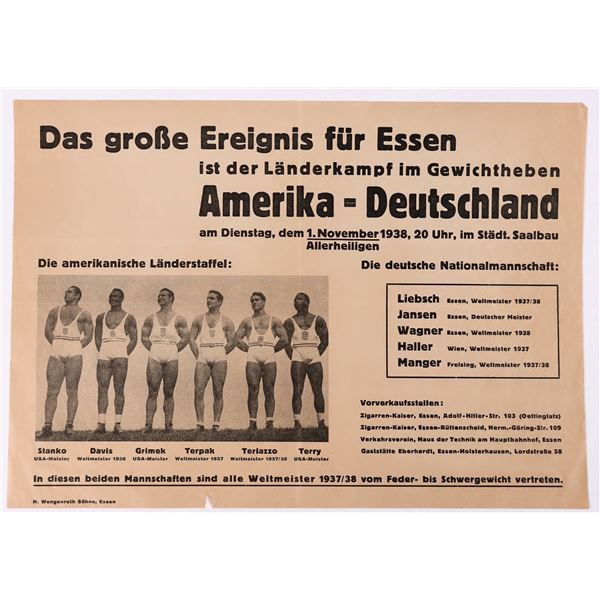 Das große Ereignis für Essen
ist der Länderkampf im Gewichtheben
Amerika = Deutschland
am Dienstag, dem 1. November 1938, 20 Uhr, im Städt. Saalbau
Allerheiligen
Die amerikanische Länderstaffel:
Stanko Davis Grimek Terpak Terlazzo Terry
USA-Meister Weltmeister 1938 USA-Meister Weltmeister 1937 Weltmeister 1937/38 USA-Meister
Die deutsche Nationalmannschaft:
Liebsch Essen, Weltmeister 1937/38
Jansen Essen, Deutscher Meister
Wagner Essen, Weltmeister 1938
Haller Wien, Weltmeister 1937
Manger Freising, Weltmeister 1937/38
Vorverkaufsstellen:
Zigarren-Kaiser, Essen, Adolf-Hitler-Str. 103 (Oettinglatz)
Zigarren-Kaiser, Essen-Rüttenscheid, Herm.-Göring-Str. 109
Verkehrsverein, Haus der Technik am Hauptbahnhof, Essen
Gaststätte Eberhardt, Essen-Holsterhausen, Lordstraße 58
In diesen beiden Mannschaften sind alle Weltmeister 1937/38 vom Feder- bis Schwergewicht vertreten.
H. Wengenroth Söhne, Essen